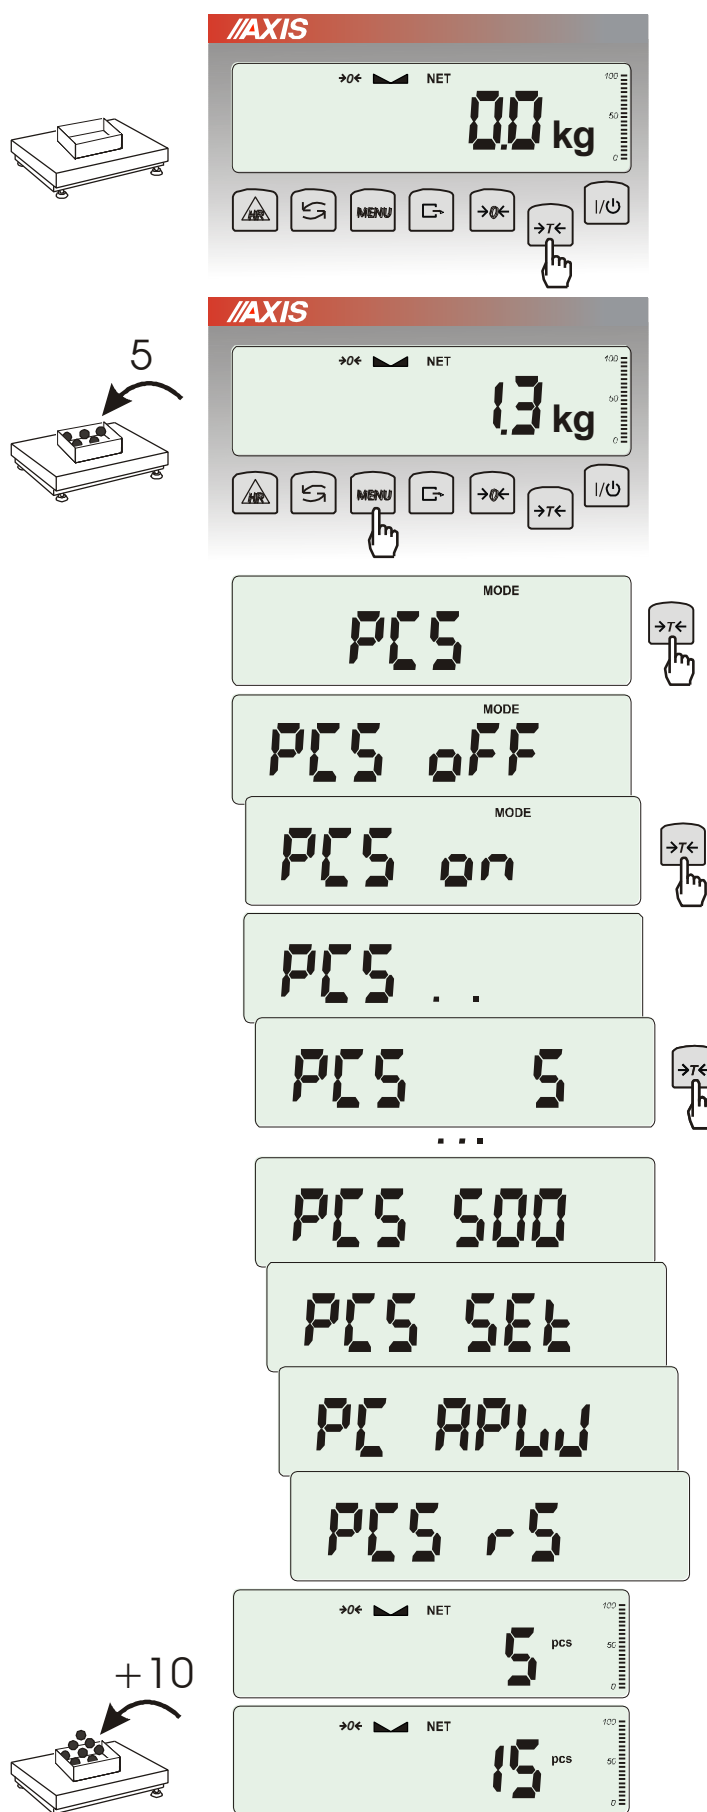 //AXIS
→0← NET 100
50
0.0 kg
0
HR MENU →0← →T← I/⏻
//AXIS
5
→0← NET 100
50
1.3 kg
0
HR MENU →0← →T← I/⏻
MODE
PCS
→T←
MODE
PCS oFF
MODE
PCS on
→T←
PCS . .
PCS 5
→T←
...
PCS 500
PCS SEt
PC APW
PCS rS
→0← NET 100
5 pcs 50
0
+10
→0← NET 100
15 pcs 50
0